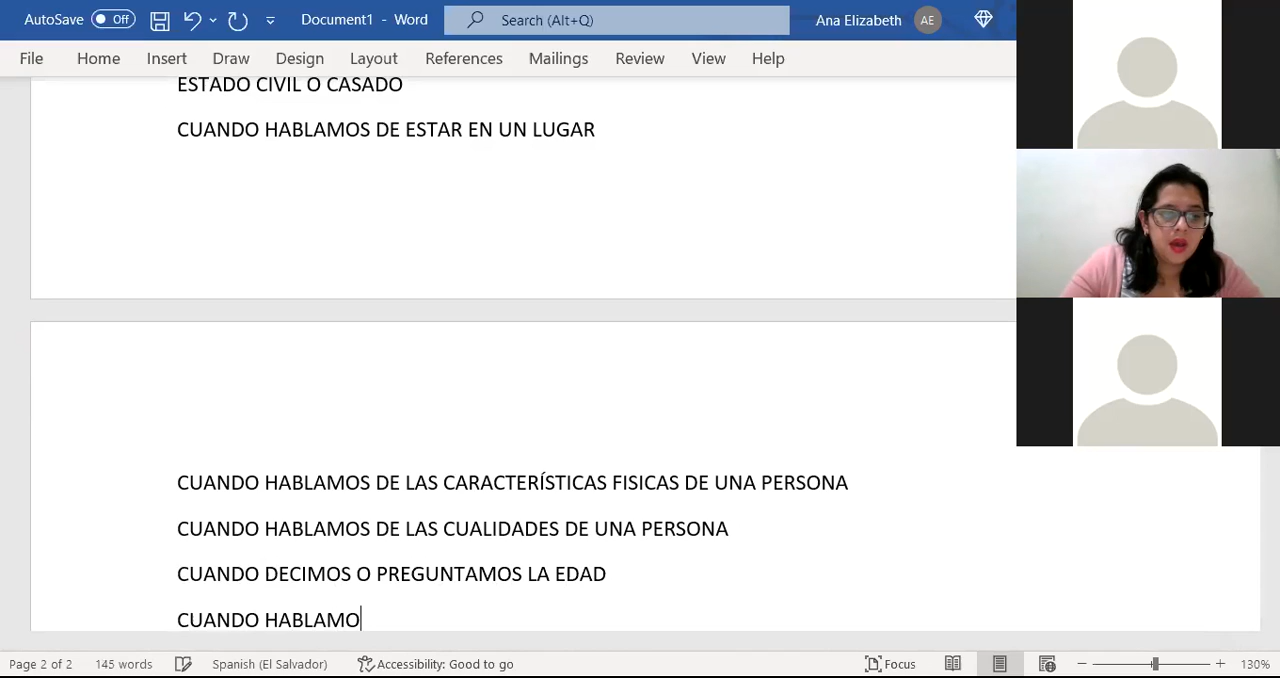 AutoSave Off Document1 - Word Search (Alt+Q) Ana Elizabeth AE
File Home Insert Draw Design Layout References Mailings Review View Help
ESTADO CIVIL O CASADO
CUANDO HABLAMOS DE ESTAR EN UN LUGAR
CUANDO HABLAMOS DE LAS CARACTERÍSTICAS FISICAS DE UNA PERSONA
CUANDO HABLAMOS DE LAS CUALIDADES DE UNA PERSONA
CUANDO DECIMOS O PREGUNTAMOS LA EDAD
CUANDO HABLAMO
Page 2 of 2 145 words Spanish (El Salvador) Accessibility: Good to go Focus 130%